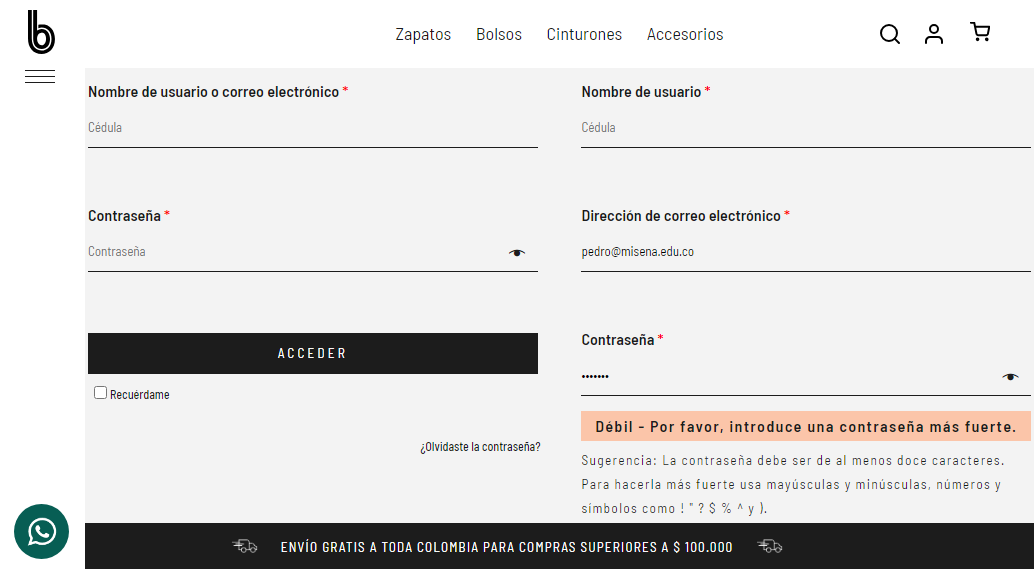 b
Zapatos Bolsos Cinturones Accesorios
Nombre de usuario o correo electrónico *
Cédula
Contraseña *
Contraseña
ACCEDER
Recuérdame
¿Olvidaste la contraseña?
Nombre de usuario *
Cédula
Dirección de correo electrónico *
pedro@misena.edu.co
Contraseña *
•••••••
Débil - Por favor, introduce una contraseña más fuerte.
Sugerencia: La contraseña debe ser de al menos doce caracteres.
Para hacerla más fuerte usa mayúsculas y minúsculas, números y
símbolos como ! " ? $ % ^ y ).
ENVÍO GRATIS A TODA COLOMBIA PARA COMPRAS SUPERIORES A $ 100.000